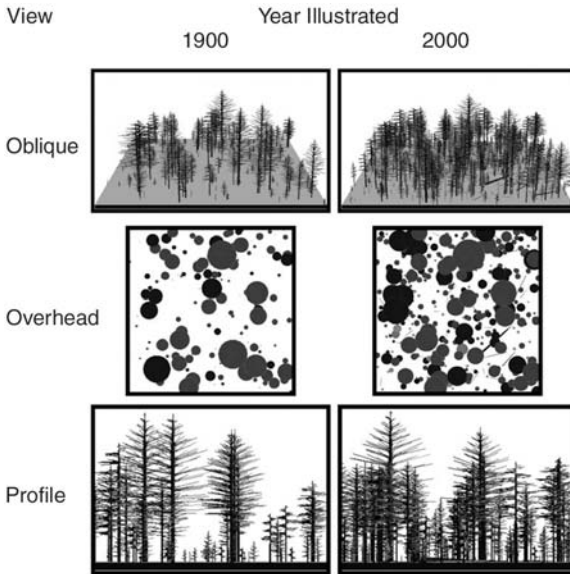 View Year Illustrated
1900 2000
Oblique
Overhead
Profile